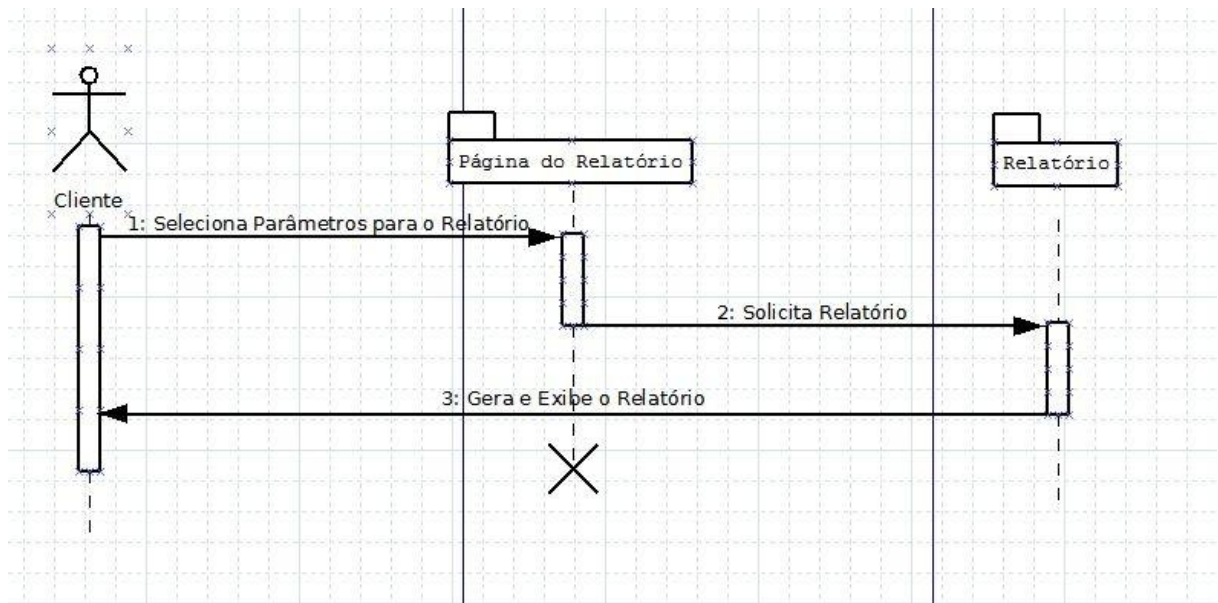 Página do Relatório
Relatório
Cliente
1: Seleciona Parâmetros para o Relatório
2: Solicita Relatório
3: Gera e Exibe o Relatório